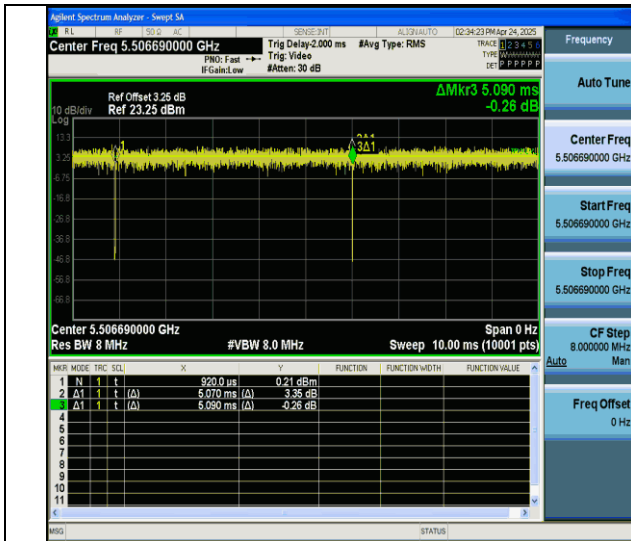 Agilent Spectrum Analyzer - Swept SA
RL RF 50 Ω AC SENSE:INT ALIGN AUTO 02:34:23 PM Apr 24, 2025
Center Freq 5.506690000 GHz
PNO: Fast
IFGain:Low
Trig Delay-2.000 ms
Trig: Video
#Atten: 30 dB
#Avg Type: RMS
TRACE 1 2 3 4 5 6
TYPE
DET P P P P P P
Frequency
Auto Tune
Center Freq
5.506690000 GHz
Start Freq
5.506690000 GHz
Stop Freq
5.506690000 GHz
CF Step
8.000000 MHz
Auto Man
Freq Offset
0 Hz
ΔMkr3 5.090 ms
-0.26 dB
Ref Offset 3.25 dB
10 dB/div Ref 23.25 dBm
Log
13.3
3.25
-6.75
-16.8
-26.8
-36.8
-46.8
-56.8
-66.8
1
3Δ1
Center 5.506690000 GHz Span 0 Hz
Res BW 8 MHz #VBW 8.0 MHz Sweep 10.00 ms (10001 pts)
MKR MODE TRC SCL X Y FUNCTION FUNCTION WIDTH FUNCTION VALUE
1 N 1 t 920.0 µs 0.21 dBm
2 Δ1 1 t (Δ) 5.070 ms (Δ) 3.35 dB
3 Δ1 1 t (Δ) 5.090 ms (Δ) -0.26 dB
4
5
6
7
8
9
10
11
MSG STATUS